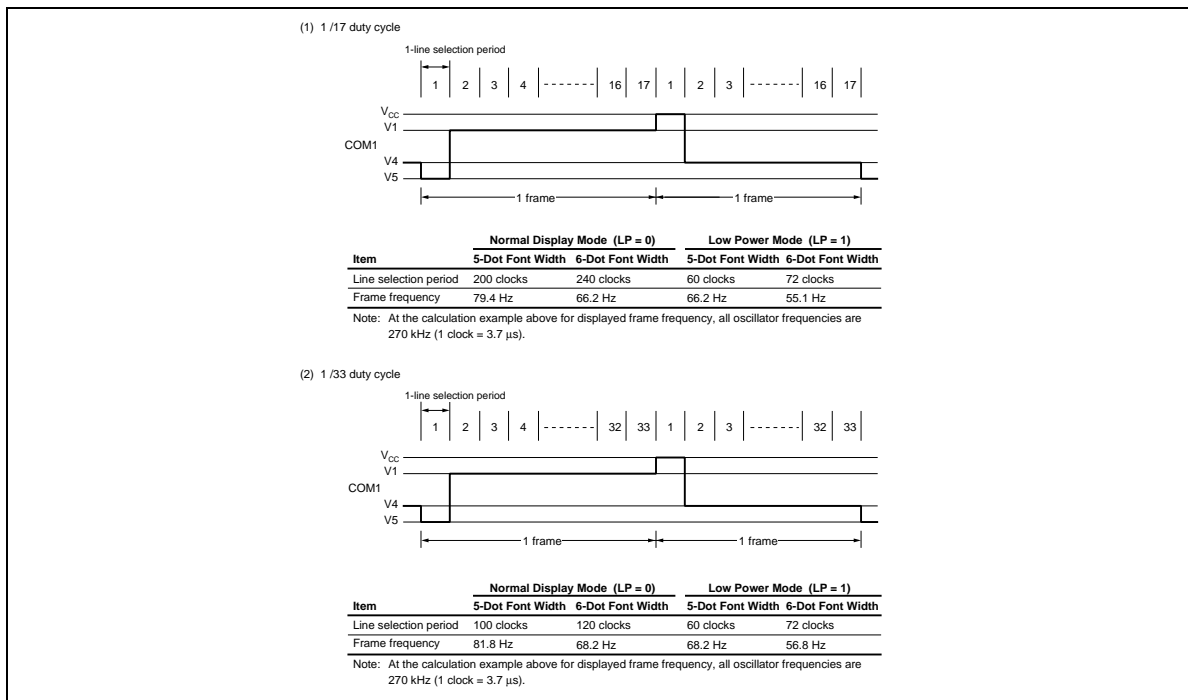 (1) 1 /17 duty cycle
1-line selection period
1 2 3 4 16 17 1 2 3 16 17
VCC
V1
COM1
V4
V5
1 frame 1 frame
Normal Display Mode (LP = 0) Low Power Mode (LP = 1)
Item 5-Dot Font Width 6-Dot Font Width 5-Dot Font Width 6-Dot Font Width
Line selection period 200 clocks 240 clocks 60 clocks 72 clocks
Frame frequency 79.4 Hz 66.2 Hz 66.2 Hz 55.1 Hz
Note: At the calculation example above for displayed frame frequency, all oscillator frequencies are
270 kHz (1 clock = 3.7 μs).
(2) 1 /33 duty cycle
1-line selection period
1 2 3 4 32 33 1 2 3 32 33
VCC
V1
COM1
V4
V5
1 frame 1 frame
Normal Display Mode (LP = 0) Low Power Mode (LP = 1)
Item 5-Dot Font Width 6-Dot Font Width 5-Dot Font Width 6-Dot Font Width
Line selection period 100 clocks 120 clocks 60 clocks 72 clocks
Frame frequency 81.8 Hz 68.2 Hz 68.2 Hz 56.8 Hz
Note: At the calculation example above for displayed frame frequency, all oscillator frequencies are
270 kHz (1 clock = 3.7 μs).